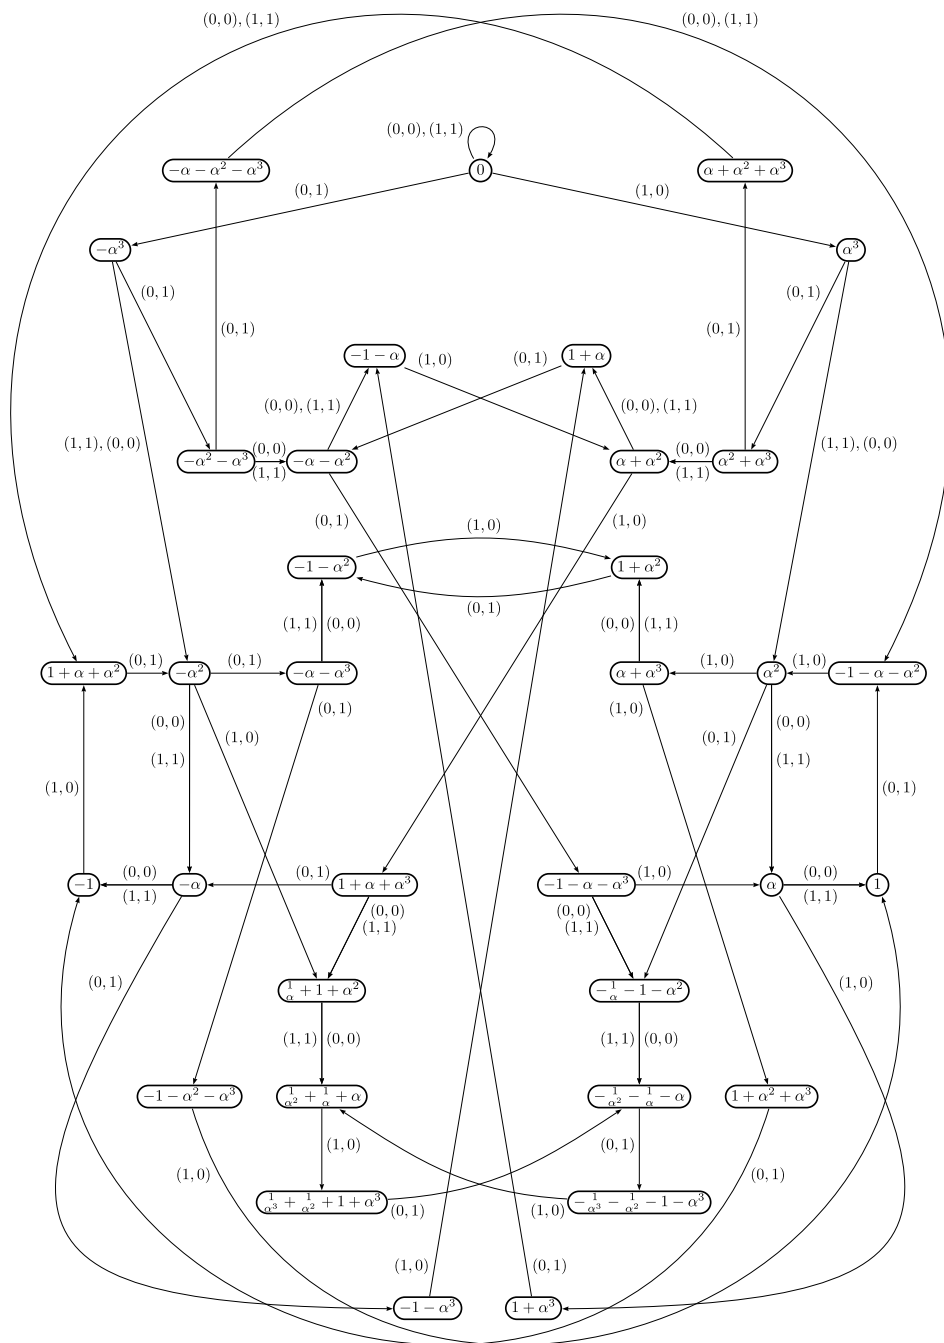 (0, 0), (1, 1) (0, 0), (1, 1)
(0, 0), (1, 1)
−α − α² − α³ 0 α + α² + α³
(0, 1) (1, 0)
−α³ α³
(0, 1) (0, 1)
(0, 1) (0, 1)
−1 − α (1, 0) (0, 1) 1 + α
(0, 0), (1, 1) (0, 0), (1, 1)
(1, 1), (0, 0) (0, 0) (0, 0) (1, 1), (0, 0)
−α² − α³ −α − α² α + α² α² + α³
(1, 1) (1, 1)
(0, 1) (1, 0)
(1, 0)
−1 − α² 1 + α²
(0, 1)
(1, 1) (0, 0) (0, 0) (1, 1)
(0, 1) (0, 1) (1, 0) (1, 0)
1 + α + α² −α² −α − α³ α + α³ α² −1 − α − α²
(0, 1) (1, 0)
(0, 0) (0, 0)
(1, 0) (0, 1)
(1, 1) (1, 1)
(1, 0) (0, 1)
(0, 0) (0, 1) (1, 0) (0, 0)
−1 −α 1 + α + α³ −1 − α − α³ α 1
(1, 1) (1, 1)
(0, 0) (0, 0)
(1, 1) (1, 1)
(0, 1) (1, 0)
1/α + 1 + α² −1/α − 1 − α²
(1, 1) (0, 0) (1, 1) (0, 0)
−1 − α² − α³ 1/α² + 1/α + α −1/α² − 1/α − α 1 + α² + α³
(1, 0) (0, 1)
(1, 0) (0, 1)
1/α³ + 1/α² + 1 + α³ −1/α³ − 1/α² − 1 − α³
(0, 1) (1, 0)
(1, 0) (0, 1)
−1 − α³ 1 + α³